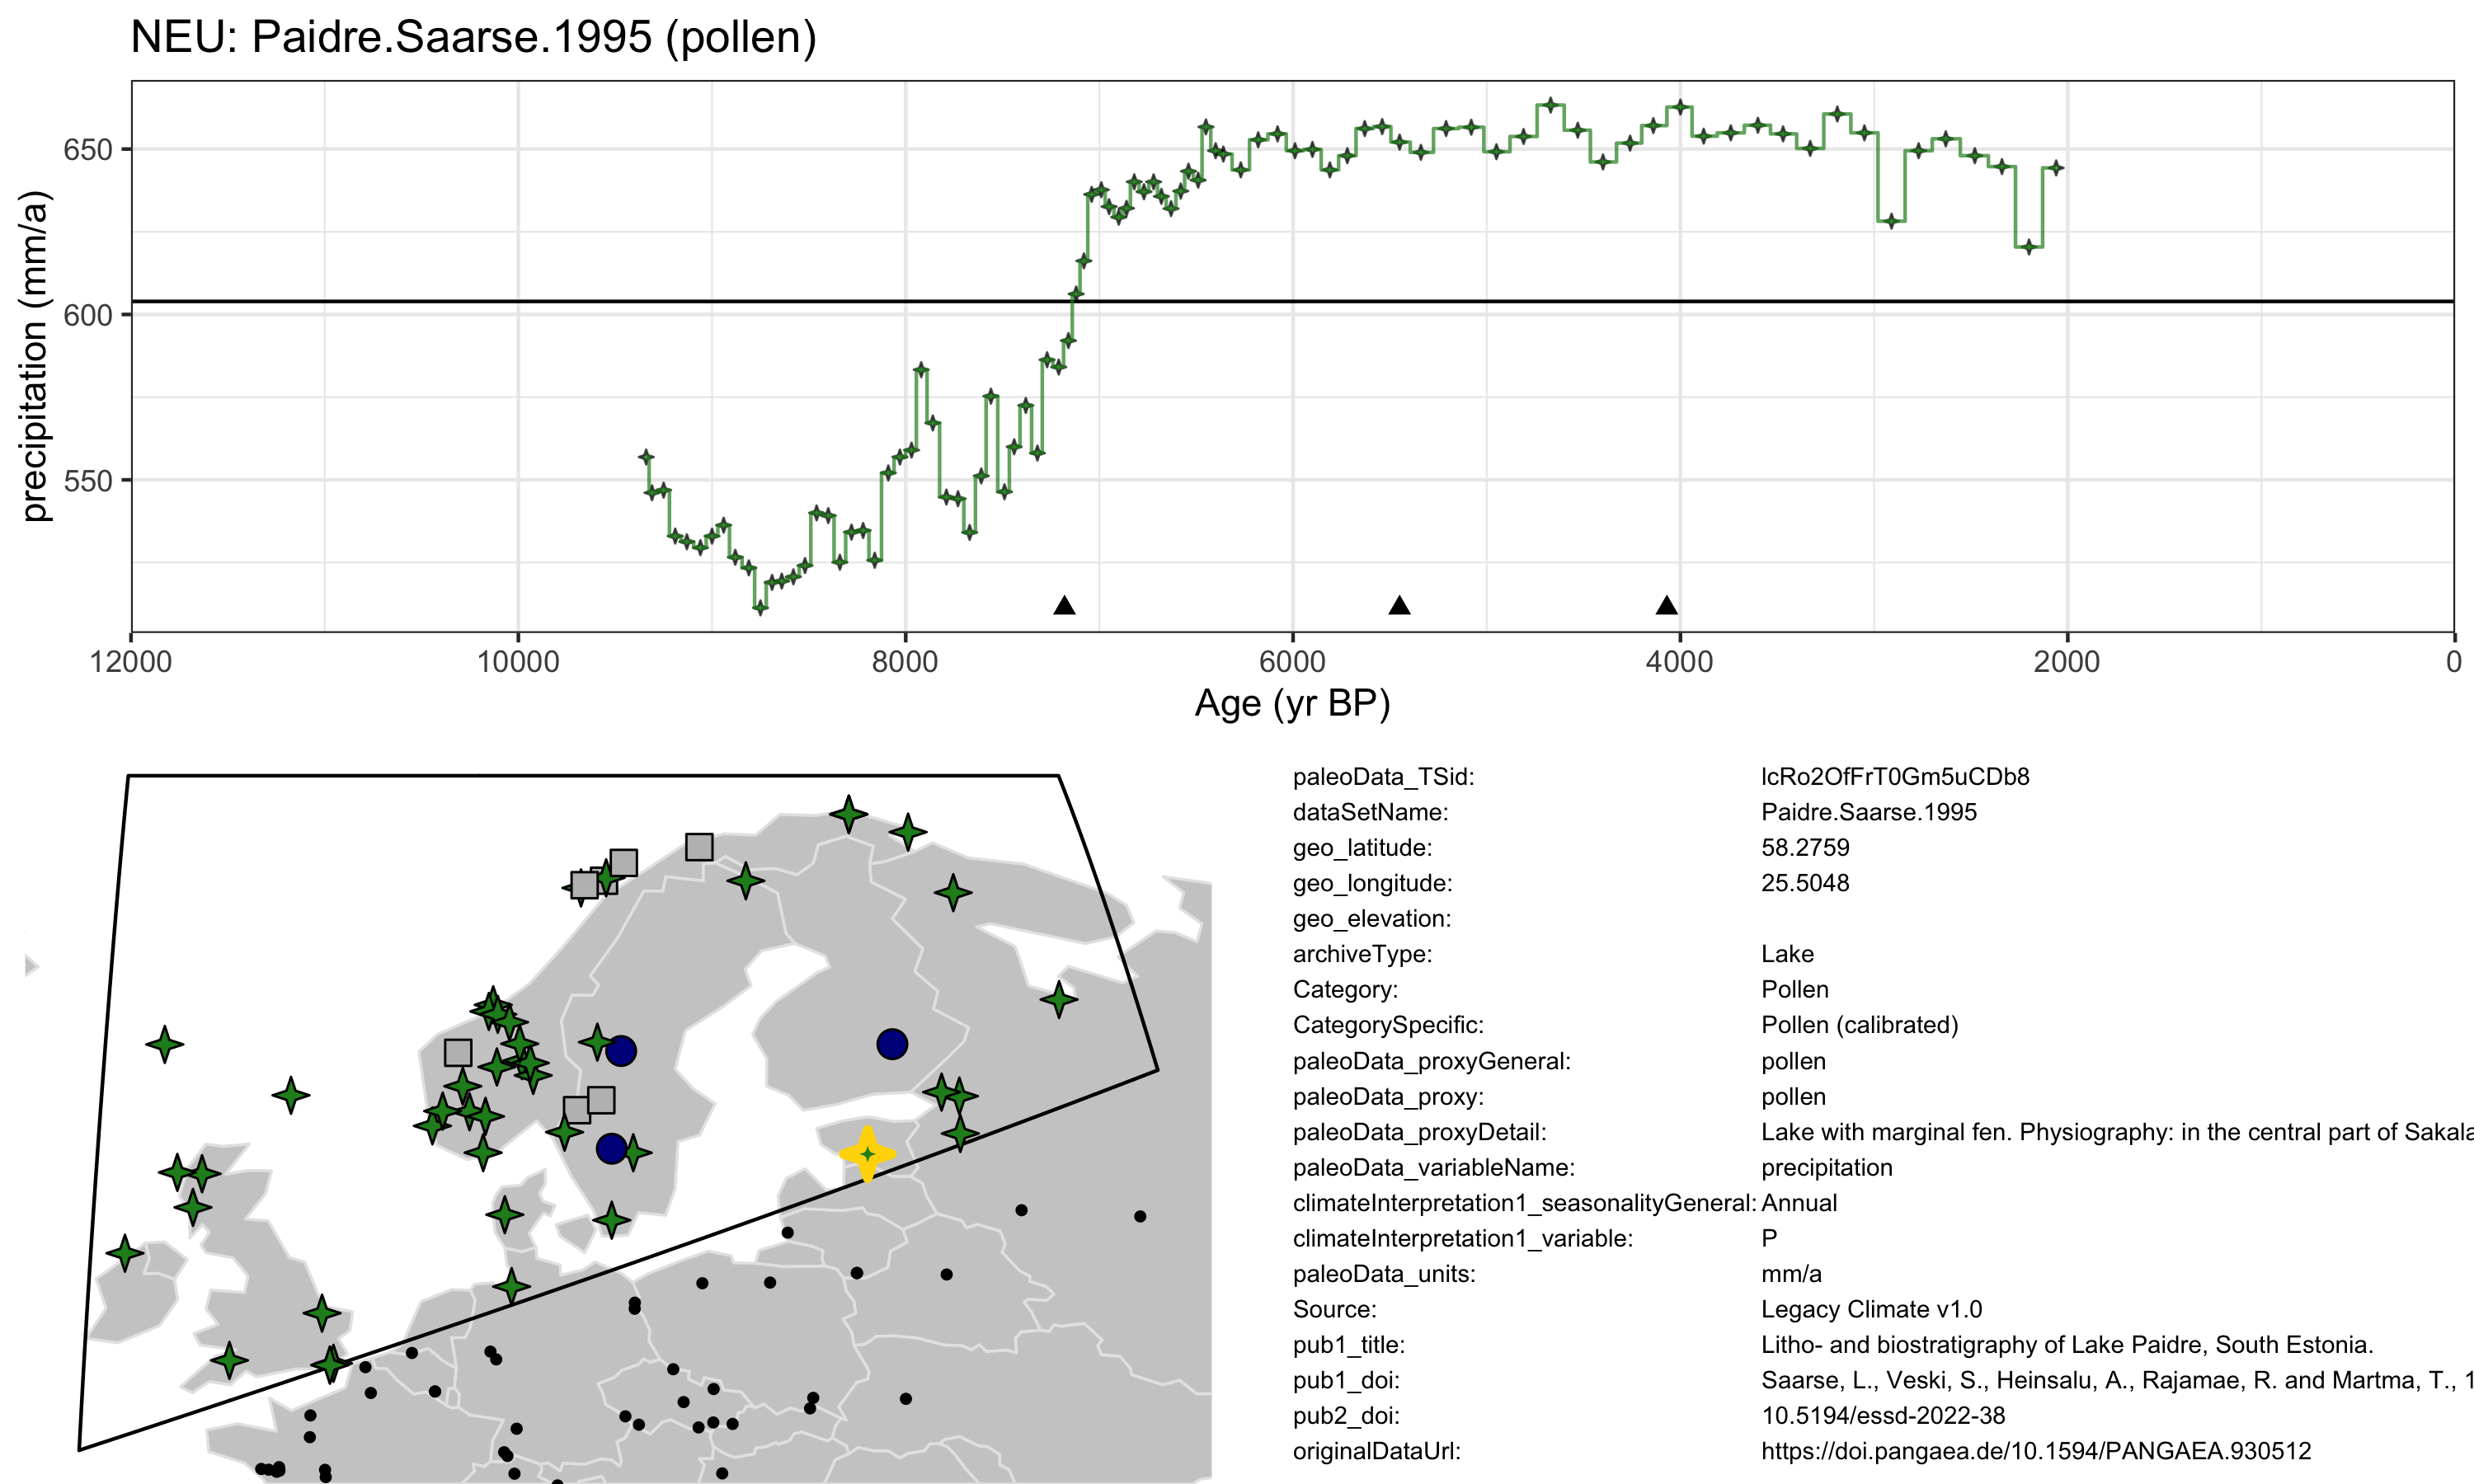 NEU: Paidre.Saarse.1995 (pollen)
precipitation (mm/a)
650
600
550
12000 10000 8000 6000 4000 2000 0
Age (yr BP)
paleoData_TSid: lcRo2OfFrT0Gm5uCDb8
dataSetName: Paidre.Saarse.1995
geo_latitude: 58.2759
geo_longitude: 25.5048
geo_elevation:
archiveType: Lake
Category: Pollen
CategorySpecific: Pollen (calibrated)
paleoData_proxyGeneral: pollen
paleoData_proxy: pollen
paleoData_proxyDetail: Lake with marginal fen. Physiography: in the central part of Sakala
paleoData_variableName: precipitation
climateInterpretation1_seasonalityGeneral: Annual
climateInterpretation1_variable: P
paleoData_units: mm/a
Source: Legacy Climate v1.0
pub1_title: Litho- and biostratigraphy of Lake Paidre, South Estonia.
pub1_doi: Saarse, L., Veski, S., Heinsalu, A., Rajamae, R. and Martma, T., 1
pub2_doi: 10.5194/essd-2022-38
originalDataUrl: https://doi.pangaea.de/10.1594/PANGAEA.930512